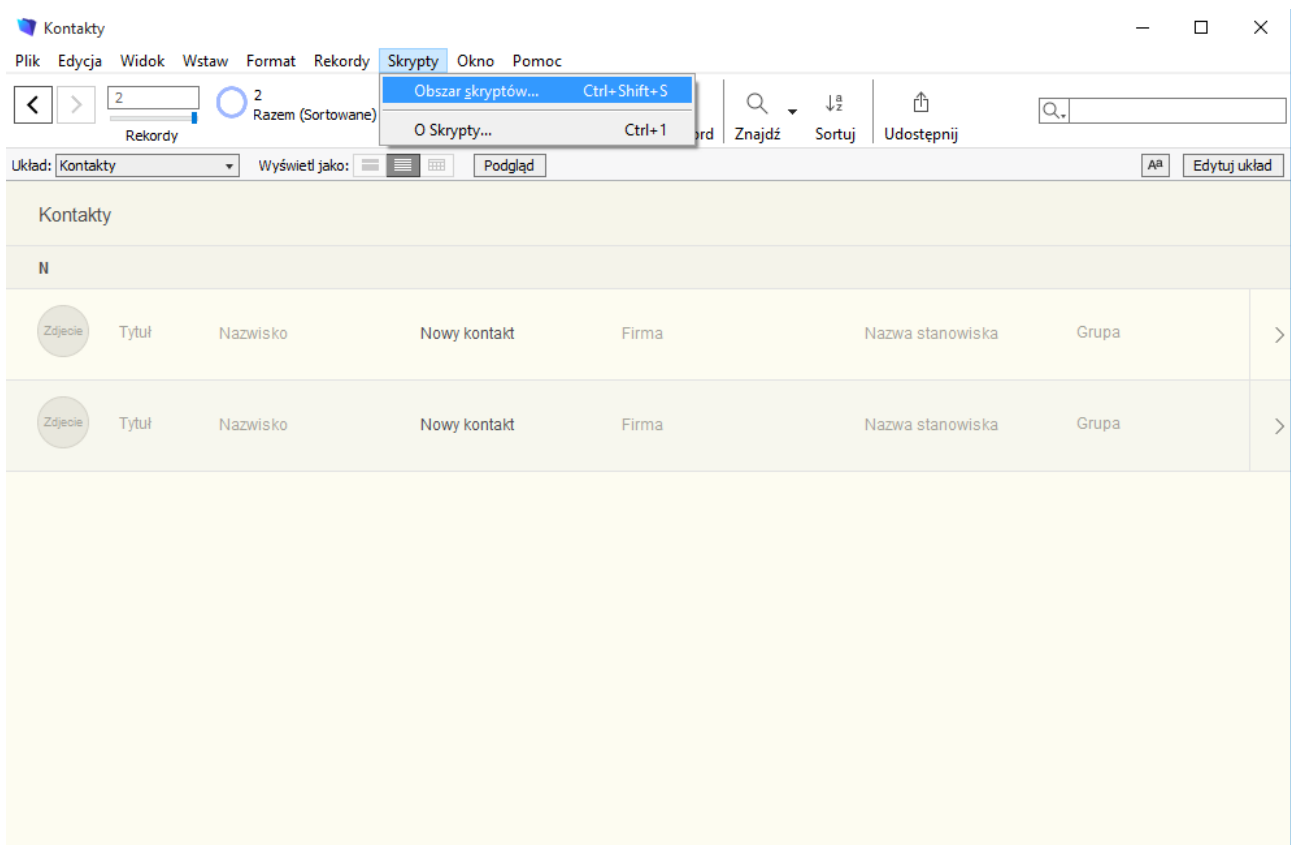 Kontakty
Plik Edycja Widok Wstaw Format Rekordy Skrypty Okno Pomoc
Obszar skryptów... Ctrl+Shift+S
O Skrypty... Ctrl+1
2
Rekordy
2
Razem (Sortowane)
ord
Znajdź
Sortuj
Udostępnij
Układ: Kontakty Wyświetl jako: Podgląd Aa Edytuj układ
Kontakty
N
Zdjecie Tytuł Nazwisko Nowy kontakt Firma Nazwa stanowiska Grupa
Zdjecie Tytuł Nazwisko Nowy kontakt Firma Nazwa stanowiska Grupa